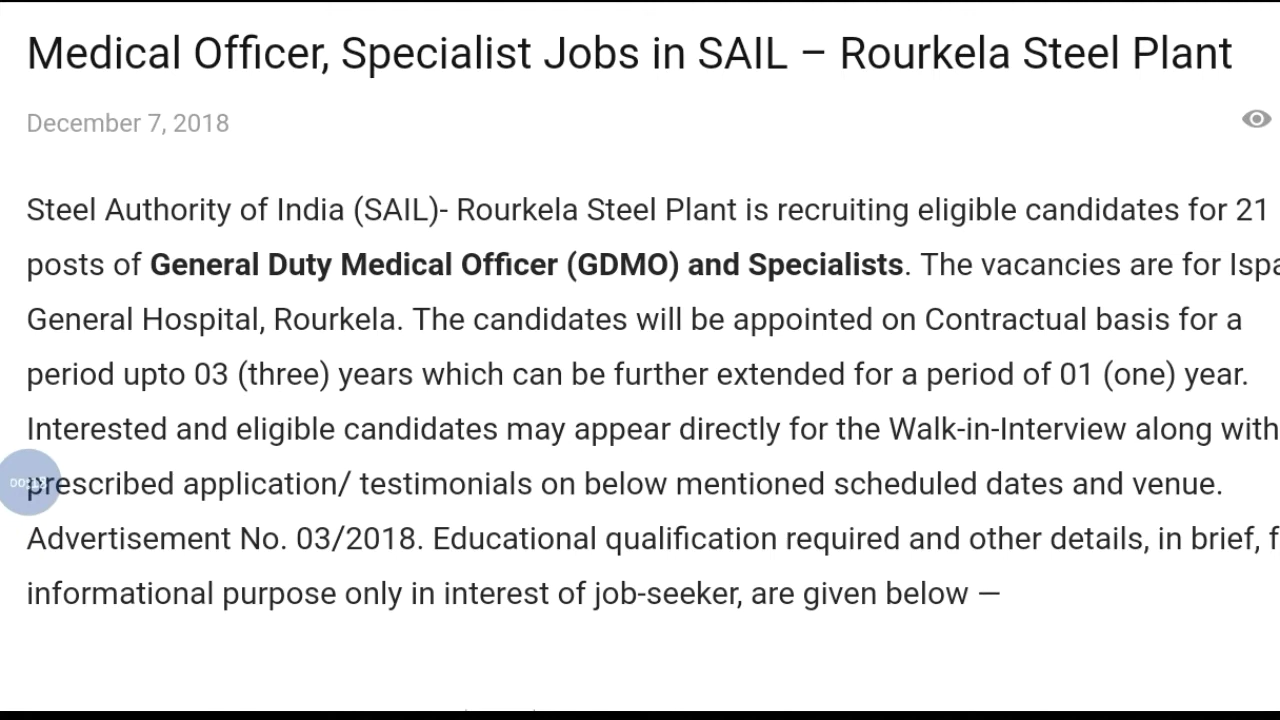 Medical Officer, Specialist Jobs in SAIL – Rourkela Steel Plant
December 7, 2018
Steel Authority of India (SAIL)- Rourkela Steel Plant is recruiting eligible candidates for 21
posts of General Duty Medical Officer (GDMO) and Specialists. The vacancies are for Ispa
General Hospital, Rourkela. The candidates will be appointed on Contractual basis for a
period upto 03 (three) years which can be further extended for a period of 01 (one) year.
Interested and eligible candidates may appear directly for the Walk-in-Interview along with
prescribed application/ testimonials on below mentioned scheduled dates and venue.
Advertisement No. 03/2018. Educational qualification required and other details, in brief, f
informational purpose only in interest of job-seeker, are given below —